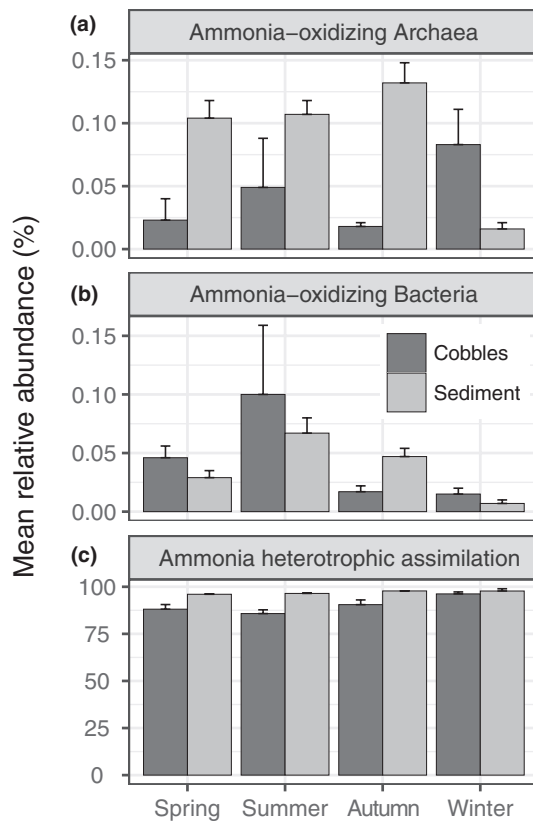 (a)
Ammonia−oxidizing Archaea
0.15
0.10
0.05
0.00
(b)
Ammonia−oxidizing Bacteria
0.15
0.10
0.05
0.00
Cobbles
Sediment
(c)
Ammonia heterotrophic assimilation
100
75
50
25
0
Spring Summer Autumn Winter
Mean relative abundance (%)